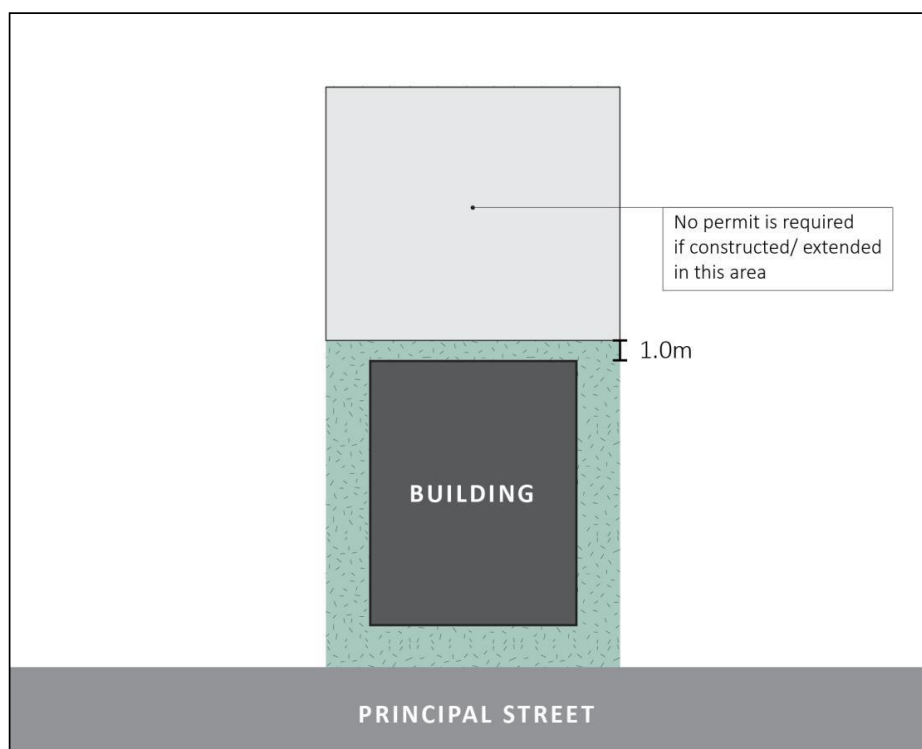 No permit is required
if constructed/ extended
in this area
1.0m
BUILDING
PRINCIPAL STREET